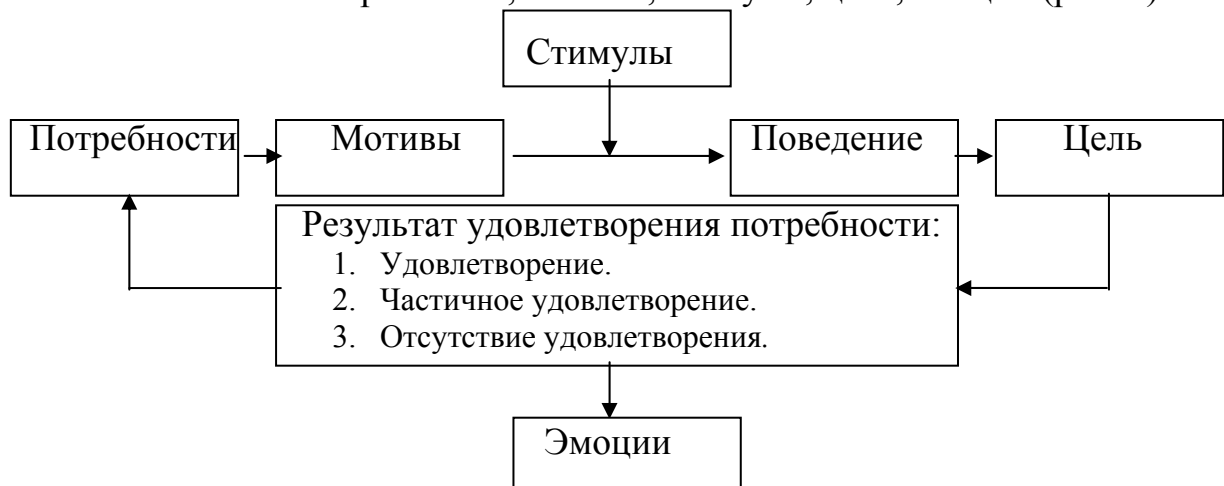 Стимулы
Потребности
Мотивы
Поведение
Цель
Результат удовлетворения потребности:
1. Удовлетворение.
2. Частичное удовлетворение.
3. Отсутствие удовлетворения.
Эмоции